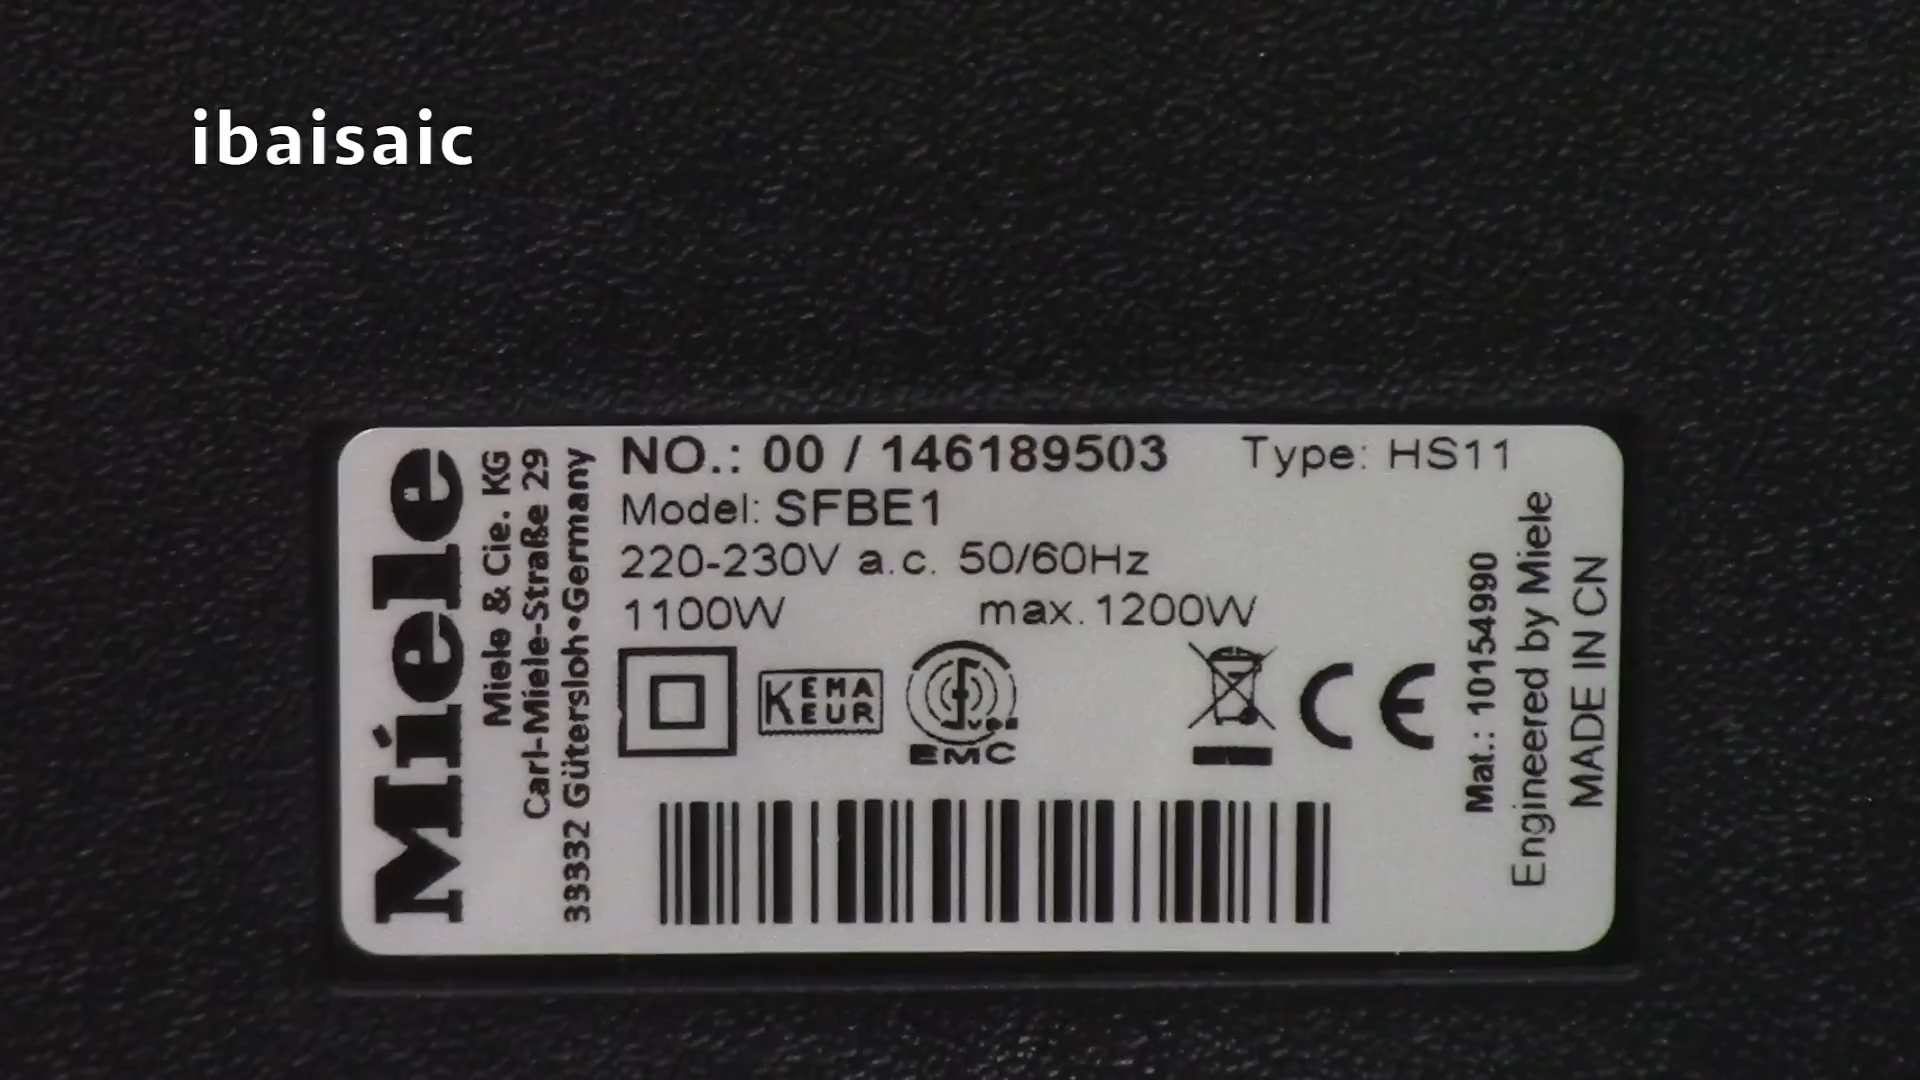 ibaisaic
Miele
Miele & Cie. KG
Carl-Miele-Straße 29
33332 Gütersloh•Germany
NO.: 00 / 146189503 Type: HS11
Model: SFBE1
220-230V a.c. 50/60Hz
1100W max. 1200W
KEMA
KEUR
EMC
CE
Mat.: 10154990
Engineered by Miele
MADE IN CN